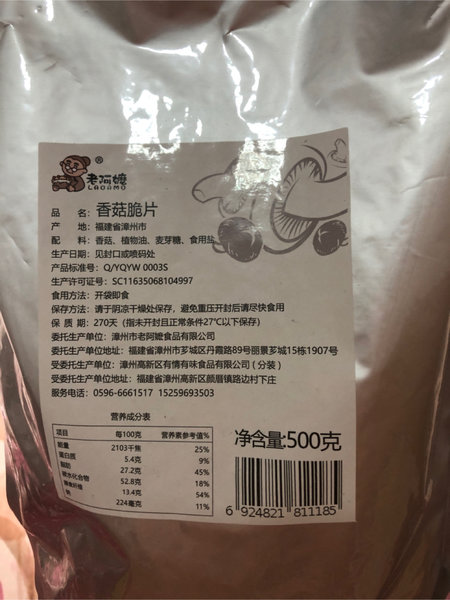 老阿嬷®
LAOAMO
品 名：香菇脆片
产 地：福建省漳州市
配 料：香菇、植物油、麦芽糖、食用盐
生产日期：见封口或喷码处
产品标准号：Q/YQYW 0003S
生产许可证号：SC11635068104997
食用方法：开袋即食
保存方法：请于阴凉干燥处保存，避免重压开封后请尽快食用
保 质 期：270天（指未开封且正常条件27℃以下保存）
委托生产单位：漳州市老阿嬷食品有限公司
委托生产单位地址：福建省漳州市芗城区丹霞路89号丽景芗城15栋1907号
受委托生产单位：漳州高新区有情有味食品有限公司（分装）
受委托生产单位地址：福建省漳州高新区颜厝镇路边村下庄
服务电话：0596-6661517 15259693503
营养成分表
项目 每100克 营养素参考值%
能量 2103千焦 25%
蛋白质 5.4克 9%
脂肪 27.2克 45%
碳水化合物 52.8克 18%
膳食纤维 13.4克 54%
钠 224毫克 11%
净含量:500克
6 924821 811185